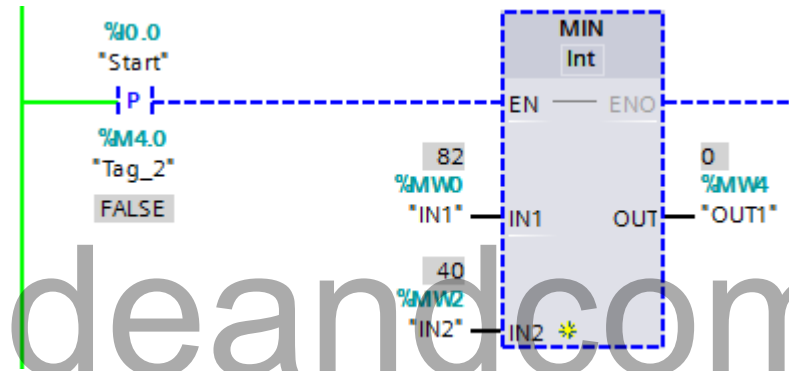 %I0.0
"Start"
P
%M4.0
"Tag_2"
FALSE
MIN
Int
EN ENO
82
%MW0
"IN1" IN1
OUT
0
%MW4
"OUT1"
40
%MW2
"IN2" IN2
deandcom